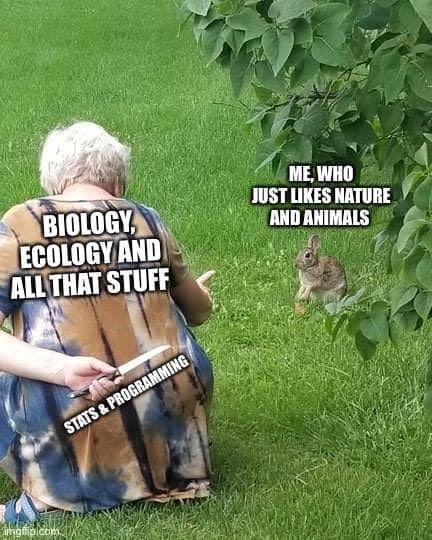 ME, WHO
JUST LIKES NATURE
AND ANIMALS
BIOLOGY,
ECOLOGY AND
ALL THAT STUFF
STATS & PROGRAMMING
imgflip.com